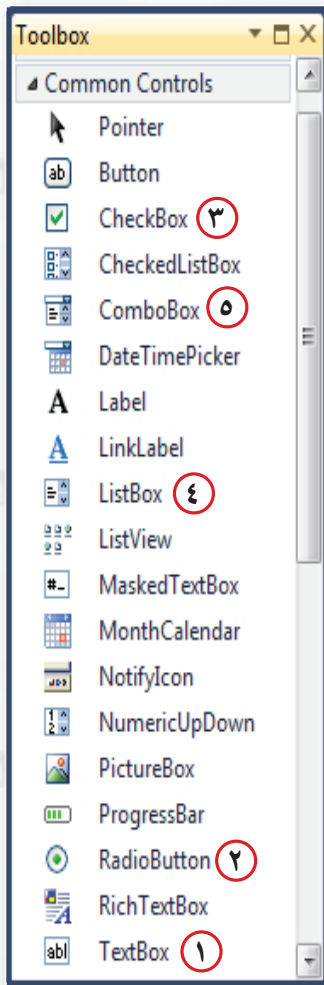 Toolbox
Common Controls
Pointer
ab Button
CheckBox ٣
CheckedListBox
ComboBox ٥
DateTimePicker
A Label
A LinkLabel
ListBox ٤
ListView
#_ MaskedTextBox
MonthCalendar
NotifyIcon
1 2 NumericUpDown
PictureBox
ProgressBar
RadioButton ٢
A RichTextBox
abl TextBox ١